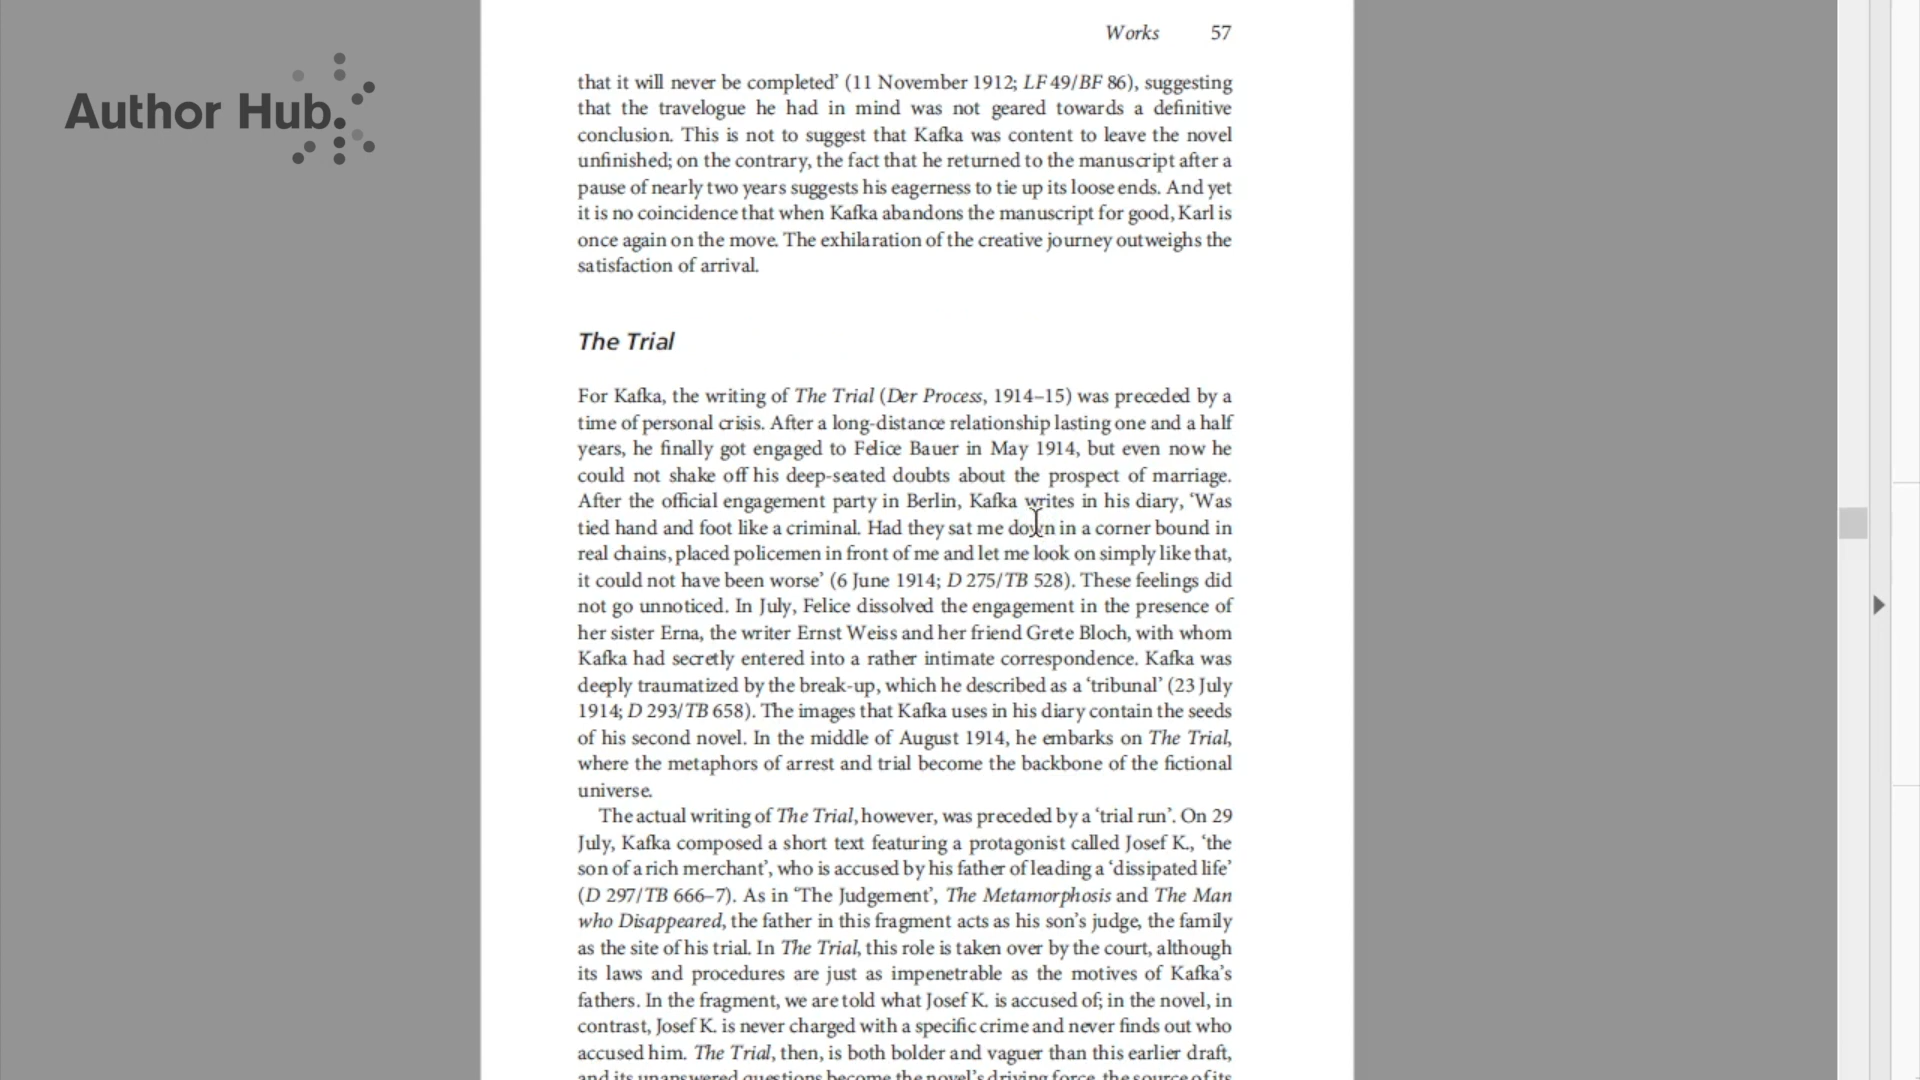 Author Hub.
Works 57
that it will never be completed’ (11 November 1912; LF 49/BF 86), suggesting
that the travelogue he had in mind was not geared towards a definitive
conclusion. This is not to suggest that Kafka was content to leave the novel
unfinished; on the contrary, the fact that he returned to the manuscript after a
pause of nearly two years suggests his eagerness to tie up its loose ends. And yet
it is no coincidence that when Kafka abandons the manuscript for good, Karl is
once again on the move. The exhilaration of the creative journey outweighs the
satisfaction of arrival.
The Trial
For Kafka, the writing of The Trial (Der Process, 1914–15) was preceded by a
time of personal crisis. After a long-distance relationship lasting one and a half
years, he finally got engaged to Felice Bauer in May 1914, but even now he
could not shake off his deep-seated doubts about the prospect of marriage.
After the official engagement party in Berlin, Kafka writes in his diary, ‘Was
tied hand and foot like a criminal. Had they sat me down in a corner bound in
real chains, placed policemen in front of me and let me look on simply like that,
it could not have been worse’ (6 June 1914; D 275/TB 528). These feelings did
not go unnoticed. In July, Felice dissolved the engagement in the presence of
her sister Erna, the writer Ernst Weiss and her friend Grete Bloch, with whom
Kafka had secretly entered into a rather intimate correspondence. Kafka was
deeply traumatized by the break-up, which he described as a ‘tribunal’ (23 July
1914; D 293/TB 658). The images that Kafka uses in his diary contain the seeds
of his second novel. In the middle of August 1914, he embarks on The Trial,
where the metaphors of arrest and trial become the backbone of the fictional
universe.
The actual writing of The Trial, however, was preceded by a ‘trial run’. On 29
July, Kafka composed a short text featuring a protagonist called Josef K., ‘the
son of a rich merchant’, who is accused by his father of leading a ‘dissipated life’
(D 297/TB 666–7). As in ‘The Judgement’, The Metamorphosis and The Man
who Disappeared, the father in this fragment acts as his son’s judge, the family
as the site of his trial. In The Trial, this role is taken over by the court, although
its laws and procedures are just as impenetrable as the motives of Kafka’s
fathers. In the fragment, we are told what Josef K. is accused of; in the novel, in
contrast, Josef K. is never charged with a specific crime and never finds out who
accused him. The Trial, then, is both bolder and vaguer than this earlier draft,
and its unanswered questions become the novel’s driving force, the source of its